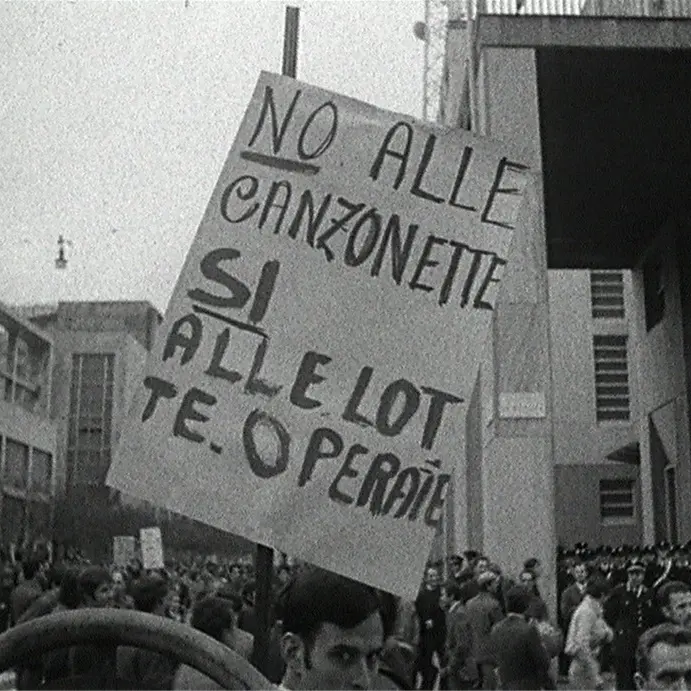 NO ALLE
CANZONETTE
SI
ALLE LOT
TE. OPERAIE